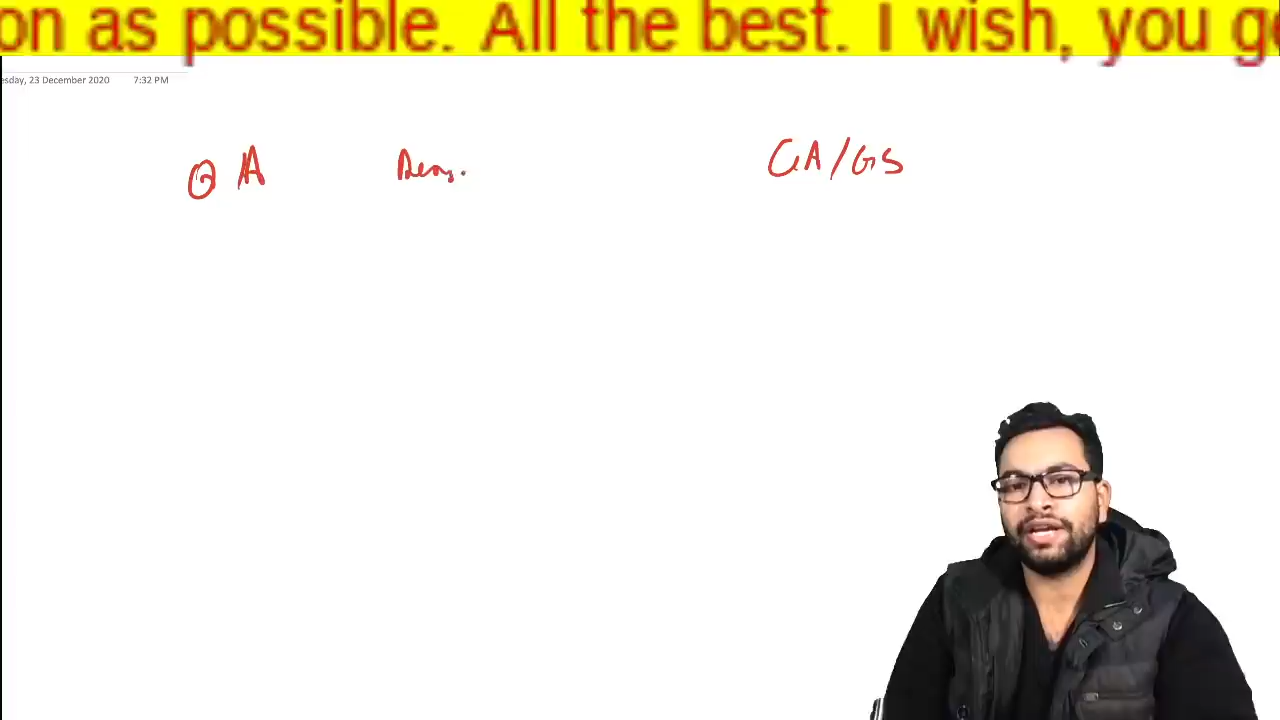 on as possible. All the best. I wish, you ge
esday, 23 December 2020 7:32 PM
QA CA/GS